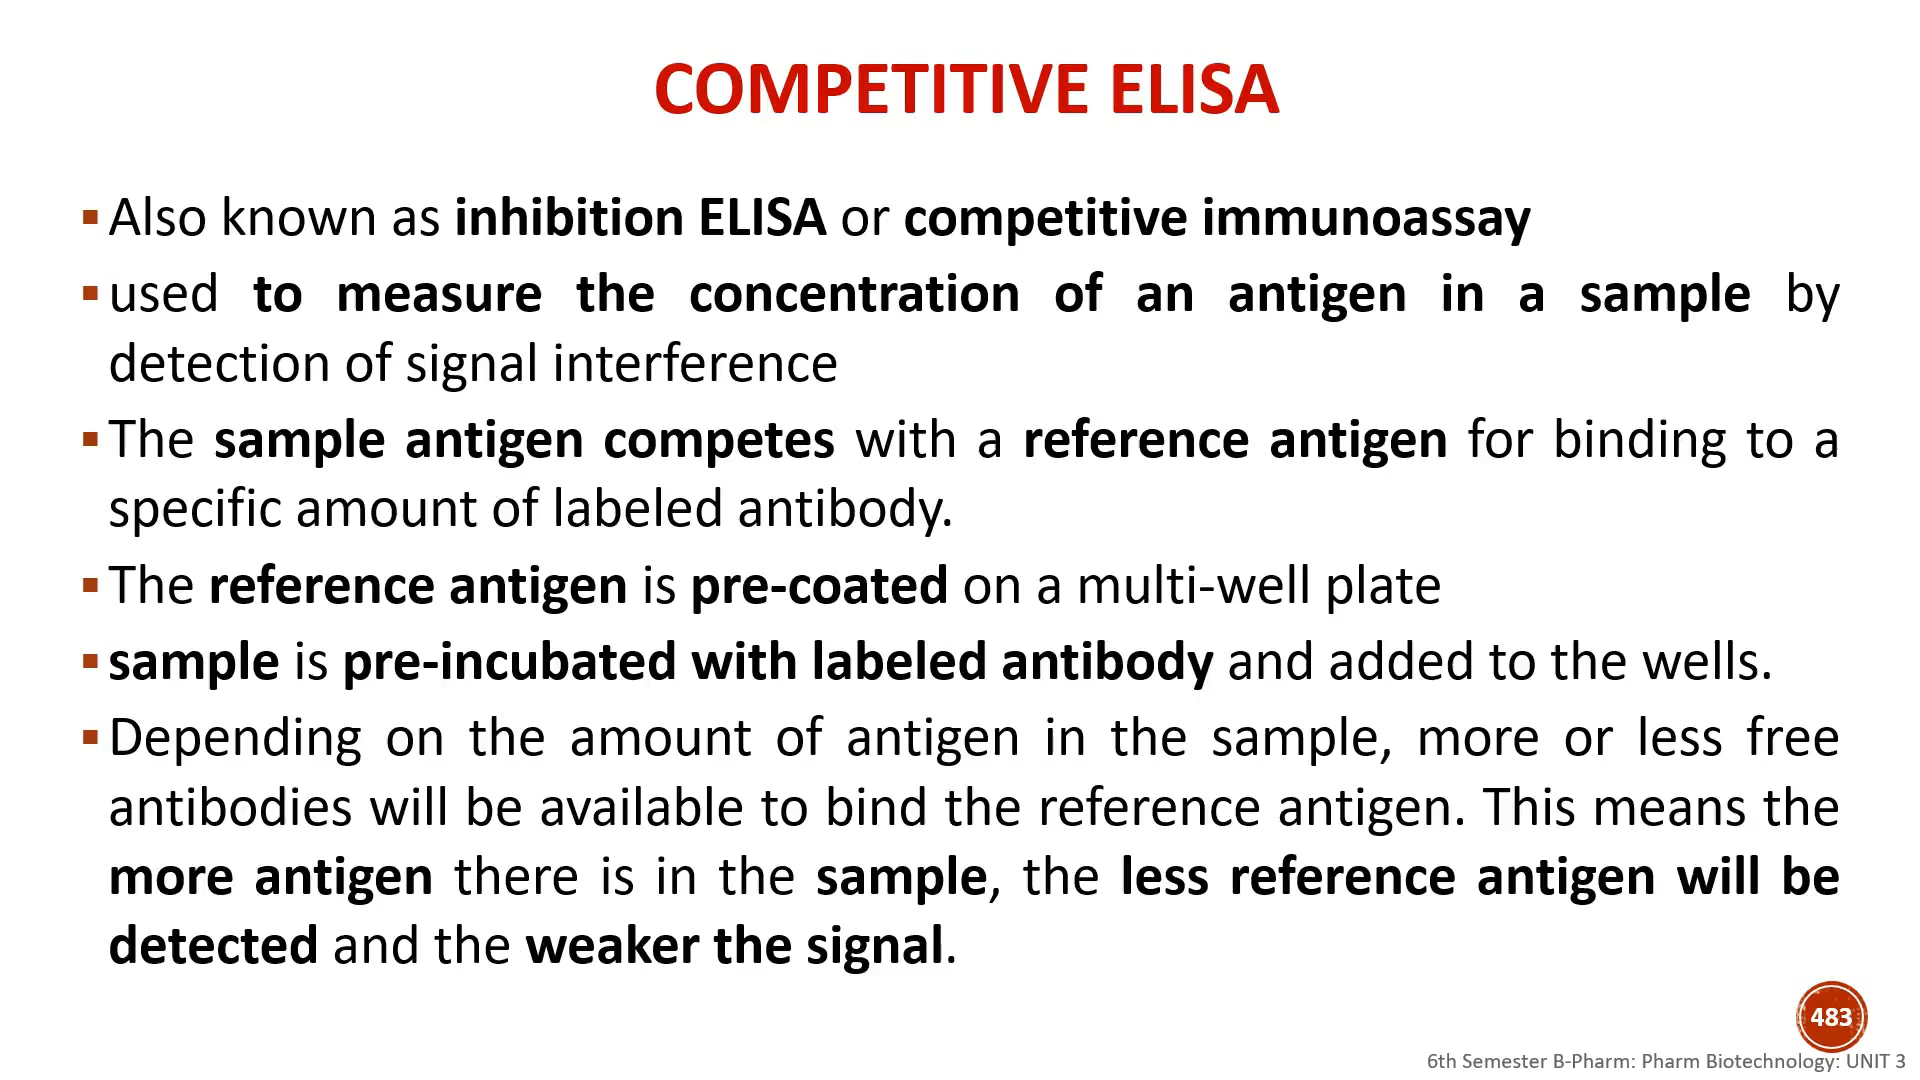 COMPETITIVE ELISA
▪Also known as inhibition ELISA or competitive immunoassay
▪used to measure the concentration of an antigen in a sample by
detection of signal interference
▪The sample antigen competes with a reference antigen for binding to a
specific amount of labeled antibody.
▪The reference antigen is pre-coated on a multi-well plate
▪sample is pre-incubated with labeled antibody and added to the wells.
▪Depending on the amount of antigen in the sample, more or less free
antibodies will be available to bind the reference antigen. This means the
more antigen there is in the sample, the less reference antigen will be
detected and the weaker the signal.
483
6th Semester B-Pharm: Pharm Biotechnology: UNIT 3